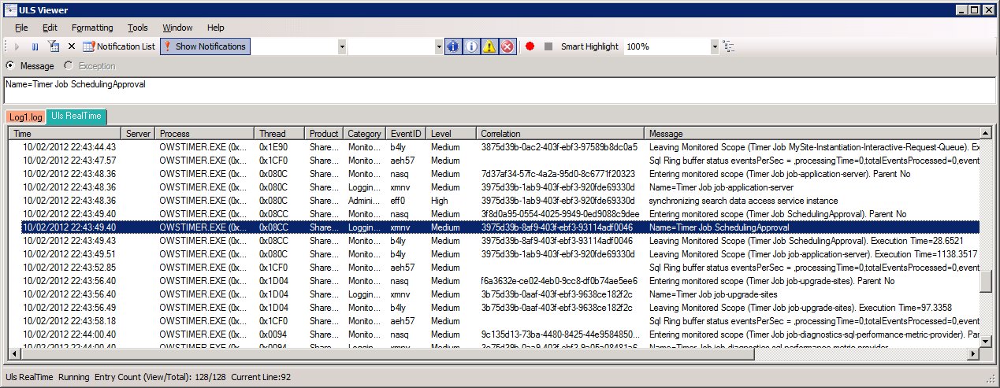 ULS Viewer
File Edit Formatting Tools Window Help
Notification List Show Notifications Smart Highlight 100%
Message Exception
Name=Timer Job SchedulingApproval
Log1.log Uls RealTime
Time Server Process Thread Product Category EventID Level Correlation Message
10/02/2012 22:43:44.43 OWSTIMER.EXE (0x... 0x1E90 Share... Monito... b4ly Medium 3875d39b-0ac2-403f-ebf3-97589b8dc0a5 Leaving Monitored Scope (Timer Job MySite-Instantiation-Interactive-Request-Queue). Ex
10/02/2012 22:43:47.57 OWSTIMER.EXE (0x... 0x1CF0 Share... Monito... aeh57 Medium Sql Ring buffer status eventsPerSec = ,processingTime=0,totalEventsProcessed=0,event
10/02/2012 22:43:48.36 OWSTIMER.EXE (0x... 0x080C Share... Monito... nasq Medium 7d37af34-57fc-4a2a-95d0-8c6771f20323 Entering monitored scope (Timer Job job-application-server). Parent No
10/02/2012 22:43:48.36 OWSTIMER.EXE (0x... 0x080C Share... Loggin... xmnv Medium 3975d39b-1ab9-403f-ebf3-920fde69330d Name=Timer Job job-application-server
10/02/2012 22:43:48.36 OWSTIMER.EXE (0x... 0x080C Share... Admini... eff0 High 3975d39b-1ab9-403f-ebf3-920fde69330d synchronizing search data access service instance
10/02/2012 22:43:49.40 OWSTIMER.EXE (0x... 0x08CC Share... Monito... nasq Medium 3f8d0a95-0554-4025-9949-0ed9088c9dee Entering monitored scope (Timer Job SchedulingApproval). Parent No
10/02/2012 22:43:49.40 OWSTIMER.EXE (0x... 0x08CC Share... Loggin... xmnv Medium 3975d39b-8af9-403f-ebf3-93114adf0046 Name=Timer Job SchedulingApproval
10/02/2012 22:43:49.43 OWSTIMER.EXE (0x... 0x08CC Share... Monito... b4ly Medium 3975d39b-8af9-403f-ebf3-93114adf0046 Leaving Monitored Scope (Timer Job SchedulingApproval). Execution Time=28.6521
10/02/2012 22:43:49.51 OWSTIMER.EXE (0x... 0x080C Share... Monito... b4ly Medium 3975d39b-1ab9-403f-ebf3-920fde69330d Leaving Monitored Scope (Timer Job job-application-server). Execution Time=1138.3517
10/02/2012 22:43:52.85 OWSTIMER.EXE (0x... 0x1CF0 Share... Monito... aeh57 Medium Sql Ring buffer status eventsPerSec = ,processingTime=0,totalEventsProcessed=0,event
10/02/2012 22:43:56.40 OWSTIMER.EXE (0x... 0x1D04 Share... Monito... nasq Medium f6a3632e-ce02-4eb0-9cc8-df0b74ae5ee6 Entering monitored scope (Timer Job job-upgrade-sites). Parent No
10/02/2012 22:43:56.40 OWSTIMER.EXE (0x... 0x1D04 Share... Loggin... xmnv Medium 3b75d39b-0aaf-403f-ebf3-9638ce182f2c Name=Timer Job job-upgrade-sites
10/02/2012 22:43:56.49 OWSTIMER.EXE (0x... 0x1D04 Share... Monito... b4ly Medium 3b75d39b-0aaf-403f-ebf3-9638ce182f2c Leaving Monitored Scope (Timer Job job-upgrade-sites). Execution Time=97.3358
10/02/2012 22:43:58.18 OWSTIMER.EXE (0x... 0x1CF0 Share... Monito... aeh57 Medium Sql Ring buffer status eventsPerSec = ,processingTime=0,totalEventsProcessed=0,event
10/02/2012 22:44:00.40 OWSTIMER.EXE (0x... 0x0094 Share... Monito... nasq Medium 9c135d13-73ba-4480-8425-44e9584850... Entering monitored scope (Timer Job job-diagnostics-sql-performance-metric-provider). Par
10/02/2012 22:44:00.40 OWSTIMER.EXE (0x... 0x0094 Share... Loggin... xmnv Medium Name=Timer Job job-diagnostics-sql-performance-metric-provider
Uls RealTime Running Entry Count (View/Total): 128/128 Current Line:92